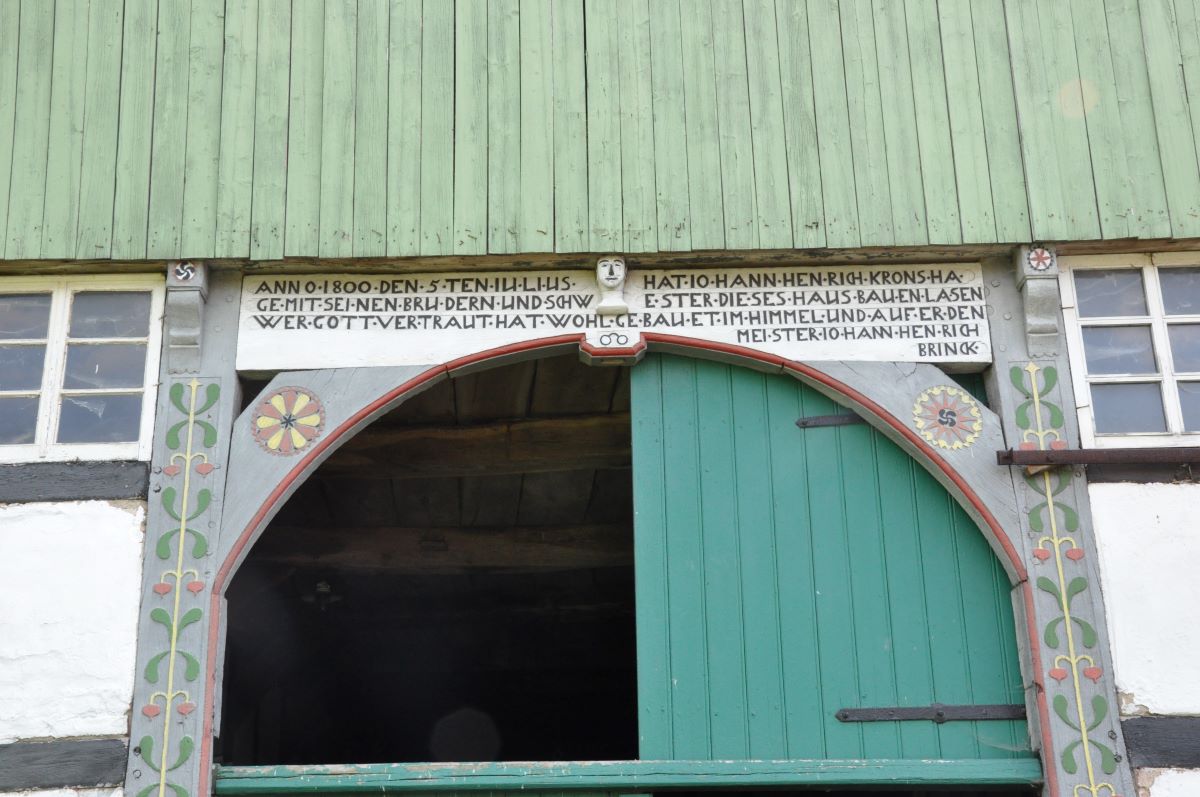 ANN O·1800·DEN·5·TEN·IU·LI·US· HAT·IO·HANN·HEN·RICH·KRONS·HA·
GE·MIT·SEI·NEN·BRU·DERN·UND·SCHW E·STER·DIE·SES·HAUS·BAU·EN·LASEN
WER·GOTT·VER·TRAUT·HAT·WOHL·GE·BAU·ET·IM·HIMMEL·UND·AUF·ER·DEN
MEI·STER·IO·HANN·HEN·RICH
BRINCK·